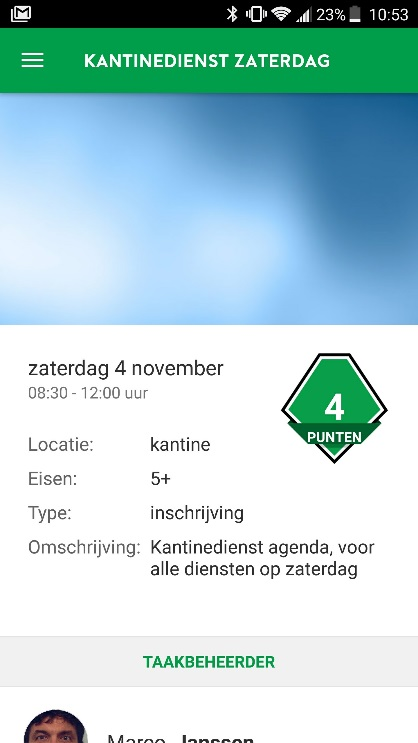 23% 10:53
KANTINEDIENST ZATERDAG
zaterdag 4 november
08:30 - 12:00 uur
4
PUNTEN
Locatie: kantine
Eisen: 5+
Type: inschrijving
Omschrijving: Kantinedienst agenda, voor
alle diensten op zaterdag
TAAKBEHEERDER
Marco Jansson